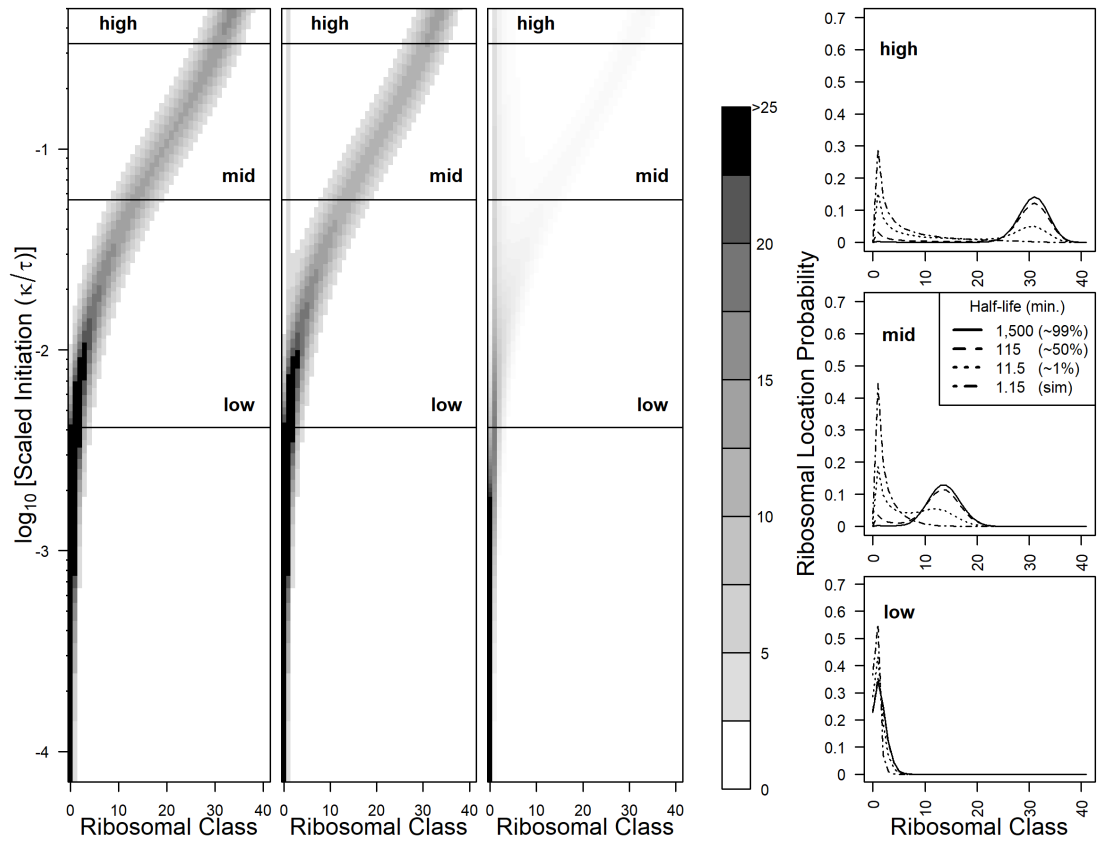 high
mid
low
high
mid
low
high
mid
low
log10 [Scaled Initiation (κ/τ)]
-1
-2
-3
-4
0 10 20 30 40
0 10 20 30 40
0 10 20 30 40
Ribosomal Class
Ribosomal Class
Ribosomal Class
>25
20
15
10
5
0
Ribosomal Location Probability
high
0.7
0.6
0.5
0.4
0.3
0.2
0.1
0
0 10 20 30 40
mid
Half-life (min.)
1,500 (~99%)
115 (~50%)
11.5 (~1%)
1.15 (sim)
0.7
0.6
0.5
0.4
0.3
0.2
0.1
0
0 10 20 30 40
low
0.7
0.6
0.5
0.4
0.3
0.2
0.1
0
0 10 20 30 40
Ribosomal Class